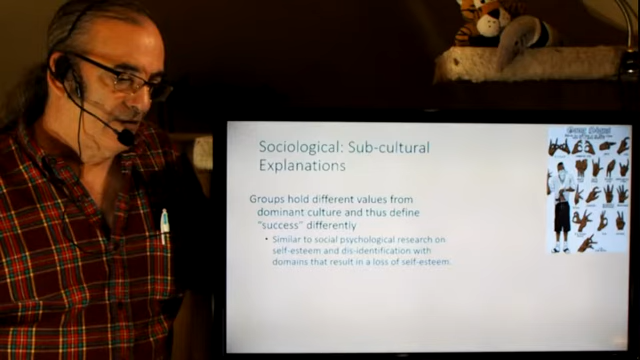 Sociological: Sub-cultural
Explanations
Groups hold different values from
dominant culture and thus define
"success" differently
• Similar to social psychological research on
self-esteem and dis-identification with
domains that result in a loss of self-esteem.